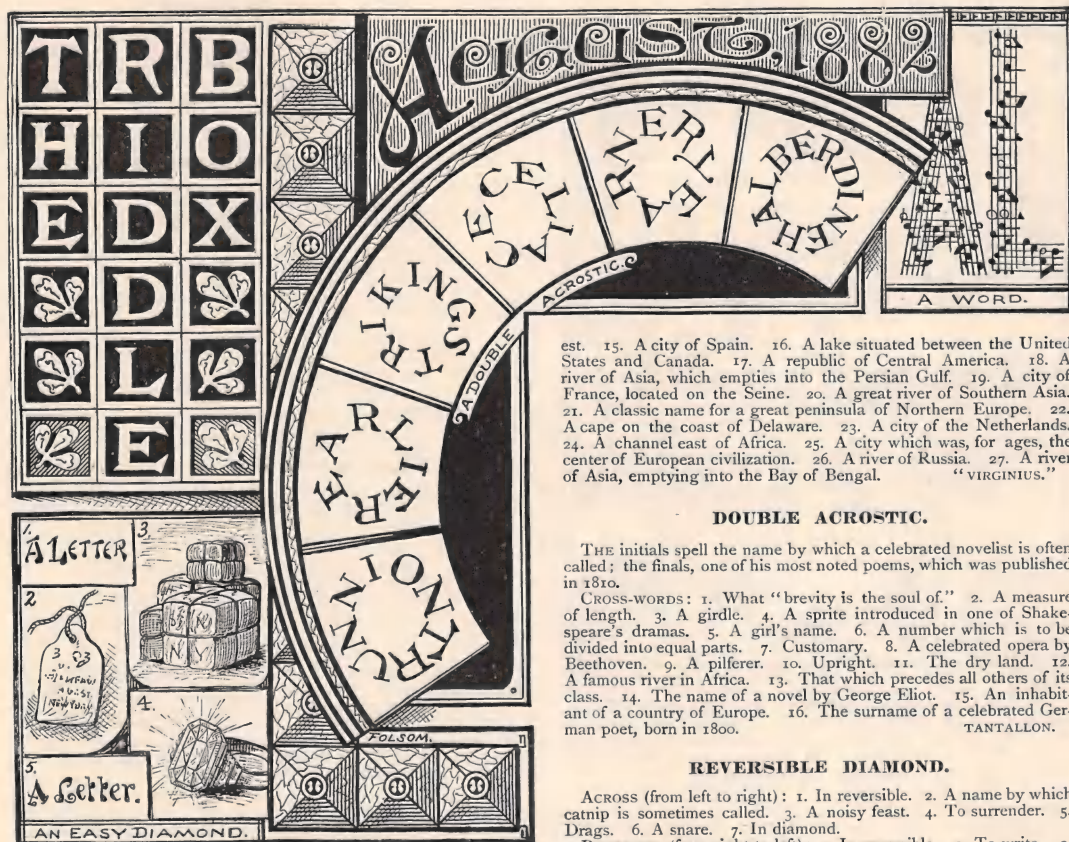 T R B
H I O
E D X
D
L
E
THE RIDDLE BOX
AUGUST, 1882
ALBERDINEH
TRIKINGS
TRUNNION
A DOUBLE ACROSTIC.
FOLSOM.
A WORD.
1. A LETTER
2
3.
N Y
4.
5. A Letter.
AN EASY DIAMOND.
est. 15. A city of Spain. 16. A lake situated between the United
States and Canada. 17. A republic of Central America. 18. A
river of Asia, which empties into the Persian Gulf. 19. A city of
France, located on the Seine. 20. A great river of Southern Asia.
21. A classic name for a great peninsula of Northern Europe. 22.
A cape on the coast of Delaware. 23. A city of the Netherlands.
24. A channel east of Africa. 25. A city which was, for ages, the
center of European civilization. 26. A river of Russia. 27. A river
of Asia, emptying into the Bay of Bengal. "VIRGINIUS."
DOUBLE ACROSTIC.
THE initials spell the name by which a celebrated novelist is often
called; the finals, one of his most noted poems, which was published
in 1810.
CROSS-WORDS: 1. What "brevity is the soul of." 2. A measure
of length. 3. A girdle. 4. A sprite introduced in one of Shake-
speare's dramas. 5. A girl's name. 6. A number which is to be
divided into equal parts. 7. Customary. 8. A celebrated opera by
Beethoven. 9. A pilferer. 10. Upright. 11. The dry land. 12.
A famous river in Africa. 13. That which precedes all others of its
class. 14. The name of a novel by George Eliot. 15. An inhabit-
ant of a country of Europe. 16. The surname of a celebrated Ger-
man poet, born in 1800. TANTALLON.
REVERSIBLE DIAMOND.
ACROSS (from left to right): 1. In reversible. 2. A name by which
catnip is sometimes called. 3. A noisy feast. 4. To surrender. 5.
Drags. 6. A snare. 7. In diamond.